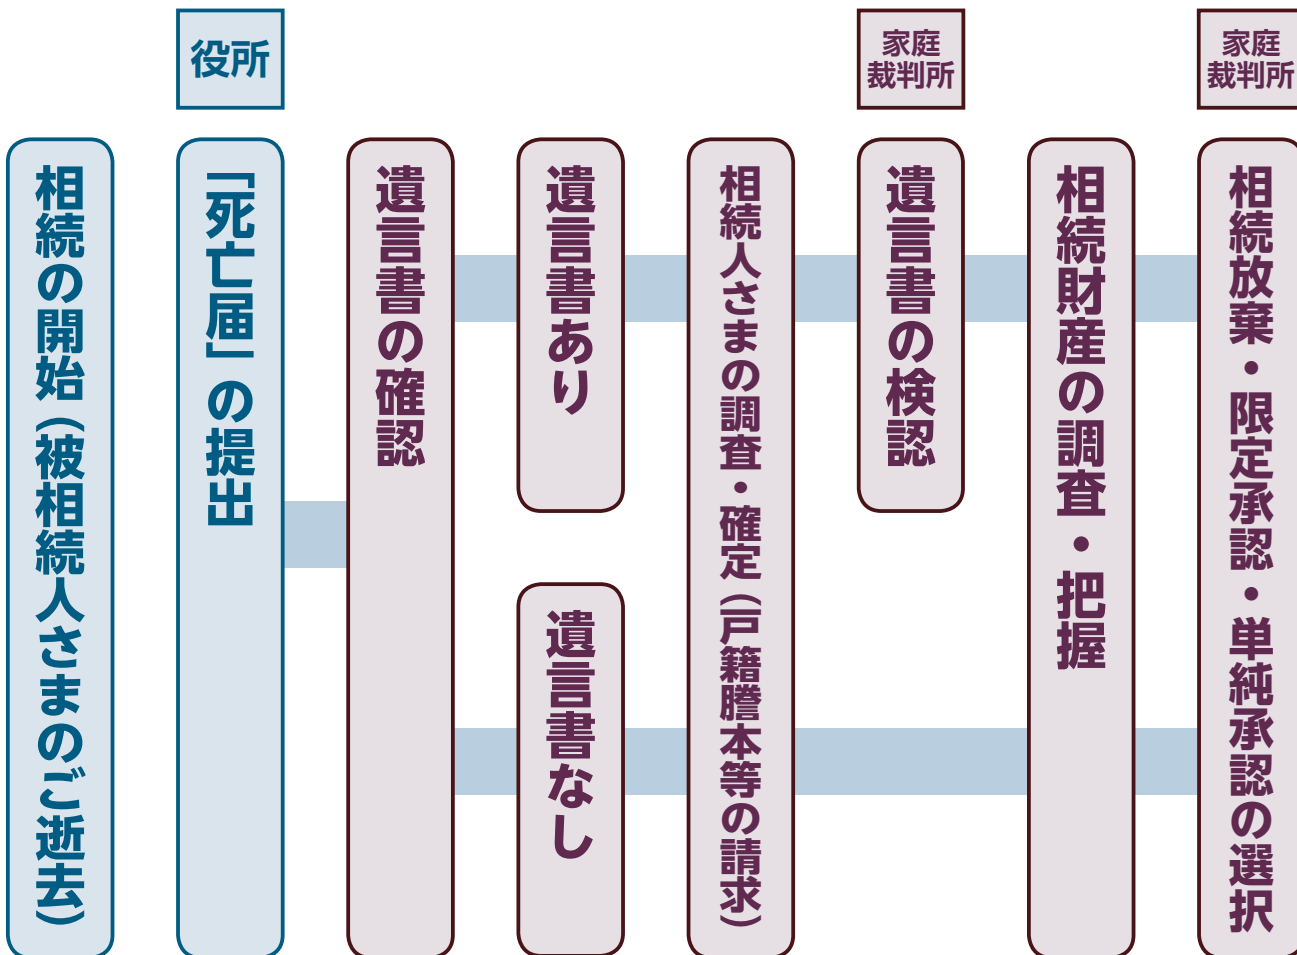 役所
家庭
裁判所
家庭
裁判所
相続の開始（被相続人さまのご逝去）
「死亡届」の提出
遺言書の確認
遺言書あり
遺言書なし
相続人さまの調査・確定（戸籍謄本等の請求）
遺言書の検認
相続財産の調査・把握
相続放棄・限定承認・単純承認の選択